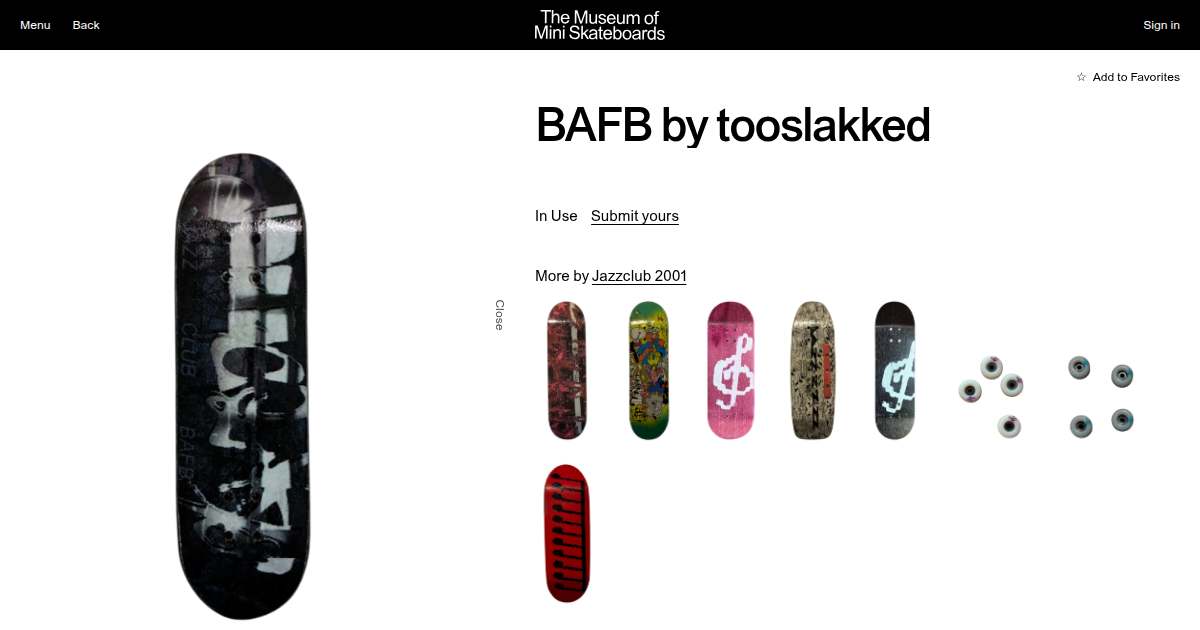 Menu
Back
The Museum of
Mini Skateboards
Sign in
☆ Add to Favorites
BAFB by tooslakked
In Use Submit yours
More by Jazzclub 2001
Close
JAZZ CLUB BAFB